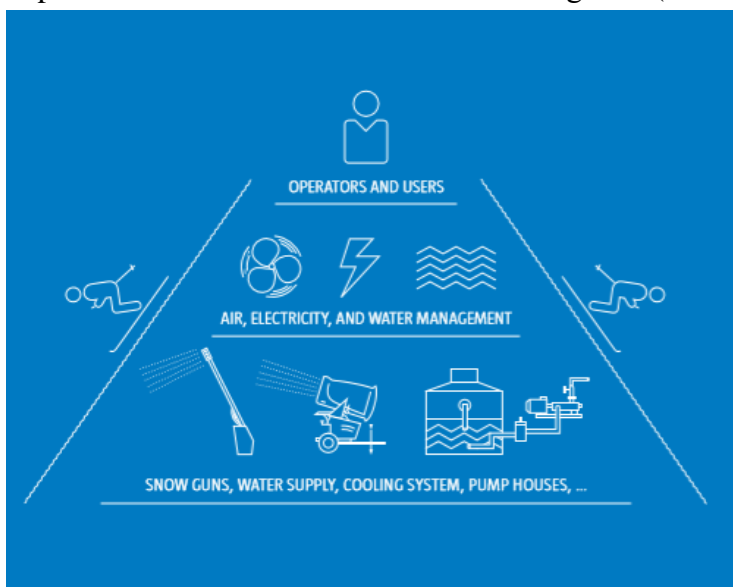 OPERATORS AND USERS
AIR, ELECTRICITY, AND WATER MANAGEMENT
SNOW GUNS, WATER SUPPLY, COOLING SYSTEM, PUMP HOUSES, ...